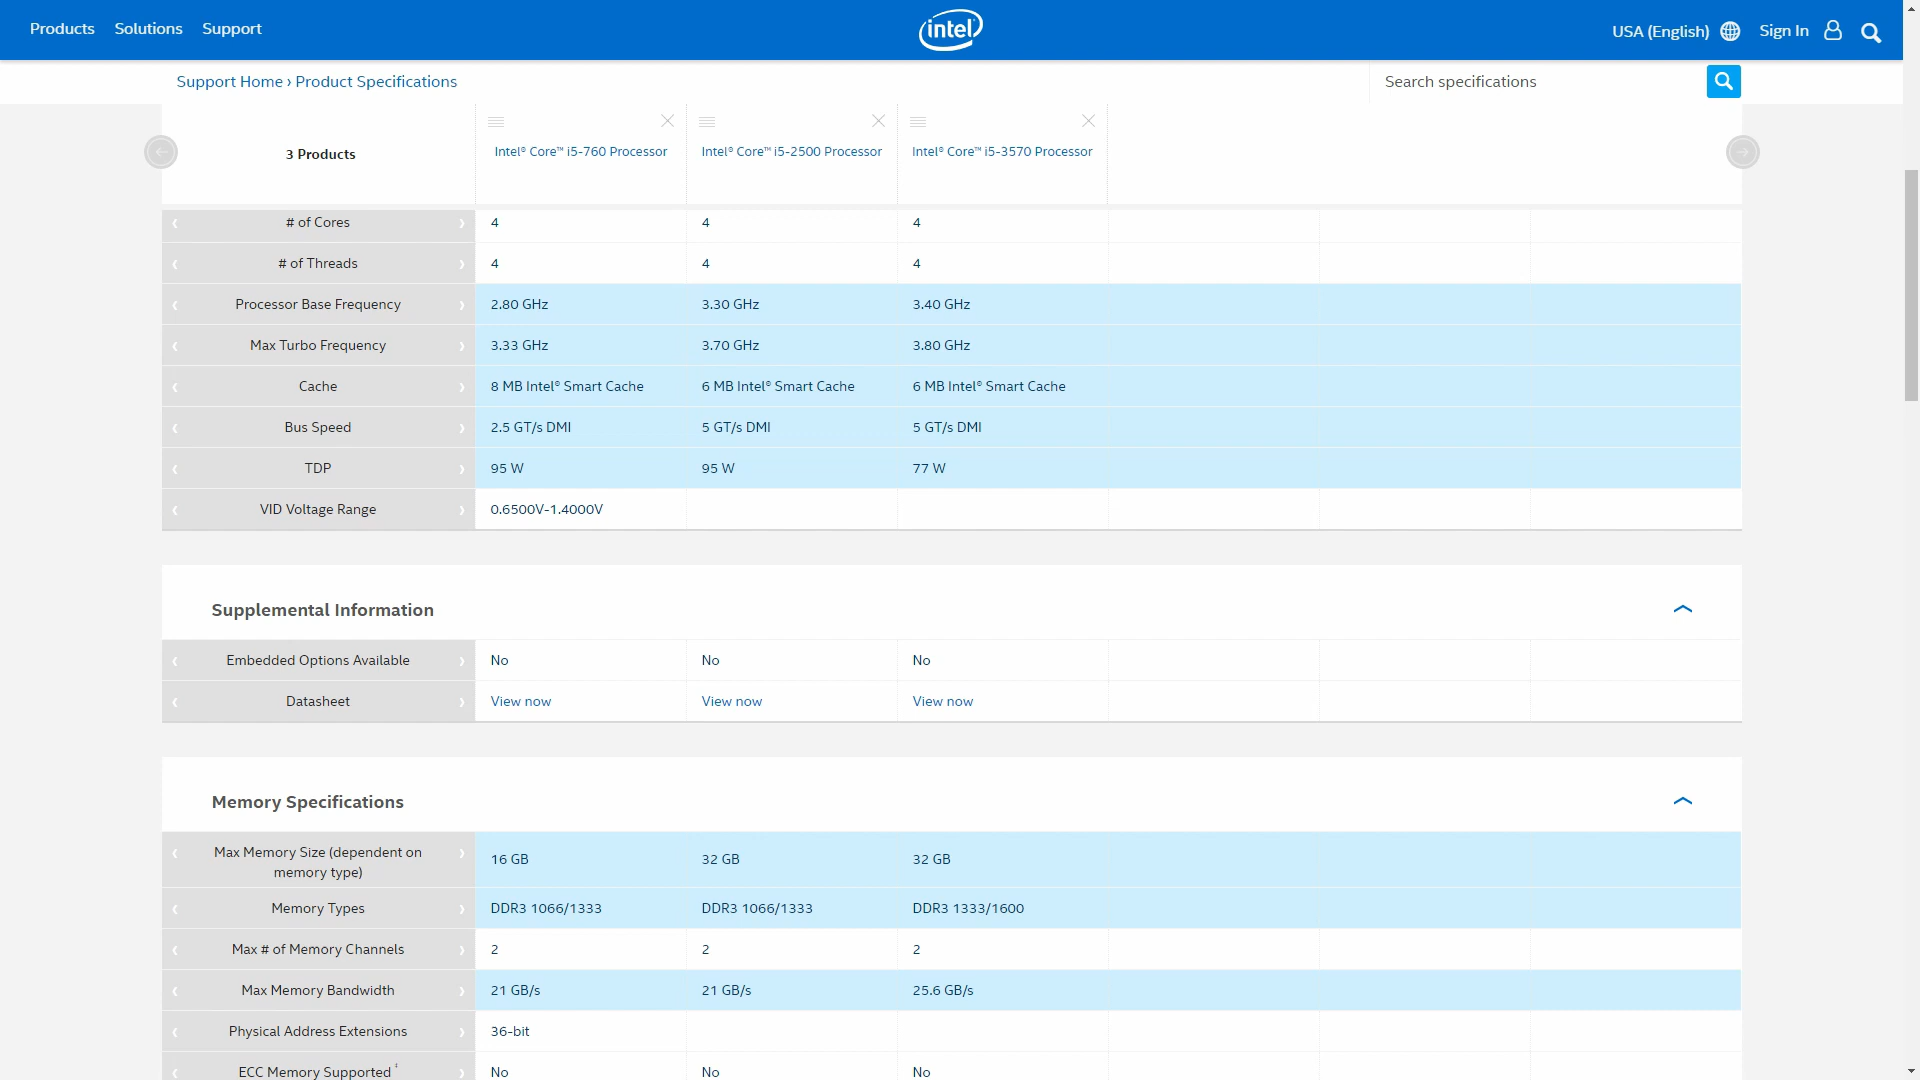 Products Solutions Support
intel
USA (English) Sign In
Support Home › Product Specifications
Search specifications
3 Products
Intel® Core™ i5-760 Processor Intel® Core™ i5-2500 Processor Intel® Core™ i5-3570 Processor
# of Cores 4 4 4
# of Threads 4 4 4
Processor Base Frequency 2.80 GHz 3.30 GHz 3.40 GHz
Max Turbo Frequency 3.33 GHz 3.70 GHz 3.80 GHz
Cache 8 MB Intel® Smart Cache 6 MB Intel® Smart Cache 6 MB Intel® Smart Cache
Bus Speed 2.5 GT/s DMI 5 GT/s DMI 5 GT/s DMI
TDP 95 W 95 W 77 W
VID Voltage Range 0.6500V-1.4000V
Supplemental Information
Embedded Options Available No No No
Datasheet View now View now View now
Memory Specifications
Max Memory Size (dependent on
memory type) 16 GB 32 GB 32 GB
Memory Types DDR3 1066/1333 DDR3 1066/1333 DDR3 1333/1600
Max # of Memory Channels 2 2 2
Max Memory Bandwidth 21 GB/s 21 GB/s 25.6 GB/s
Physical Address Extensions 36-bit
ECC Memory Supported ‡ No No No